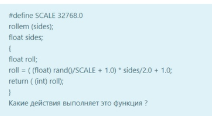 #define SCALE 32768.0
rollem (sides);
float sides;
{
float roll;
roll = ( (float) rand()/SCALE + 1.0) * sides/2.0 + 1.0;
return ( (int) roll);
}
Какие действия выполняет это функция ?